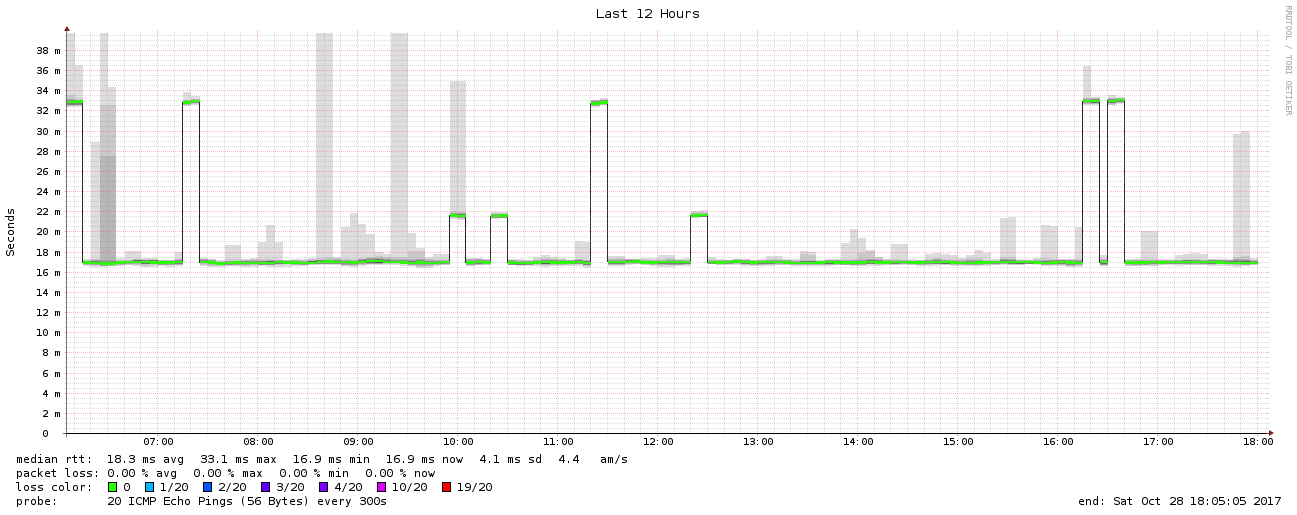 Last 12 Hours
RRDTOOL / TOBI OETIKER
Seconds
38 m
36 m
34 m
32 m
30 m
28 m
26 m
24 m
22 m
20 m
18 m
16 m
14 m
12 m
10 m
8 m
6 m
4 m
2 m
0
07:00 08:00 09:00 10:00 11:00 12:00 13:00 14:00 15:00 16:00 17:00 18:00
median rtt: 18.3 ms avg 33.1 ms max 16.9 ms min 16.9 ms now 4.1 ms sd 4.4 am/s
packet loss: 0.00 % avg 0.00 % max 0.00 % min 0.00 % now
loss color: 0 1/20 2/20 3/20 4/20 10/20 19/20
probe: 20 ICMP Echo Pings (56 Bytes) every 300s end: Sat Oct 28 18:05:05 2017